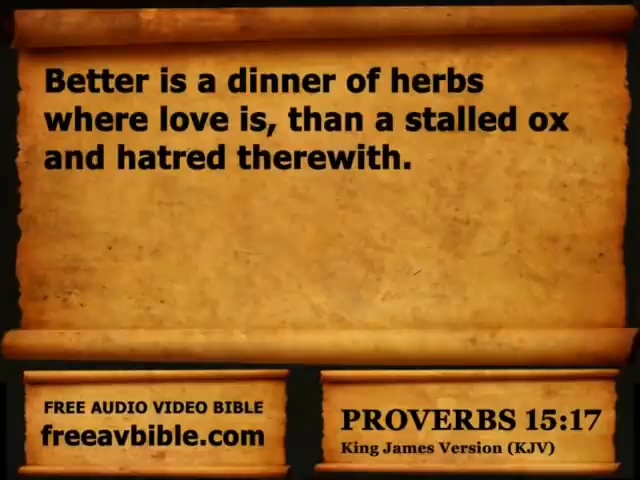 Better is a dinner of herbs
where love is, than a stalled ox
and hatred therewith.
FREE AUDIO VIDEO BIBLE
freeavbible.com
PROVERBS 15:17
King James Version (KJV)